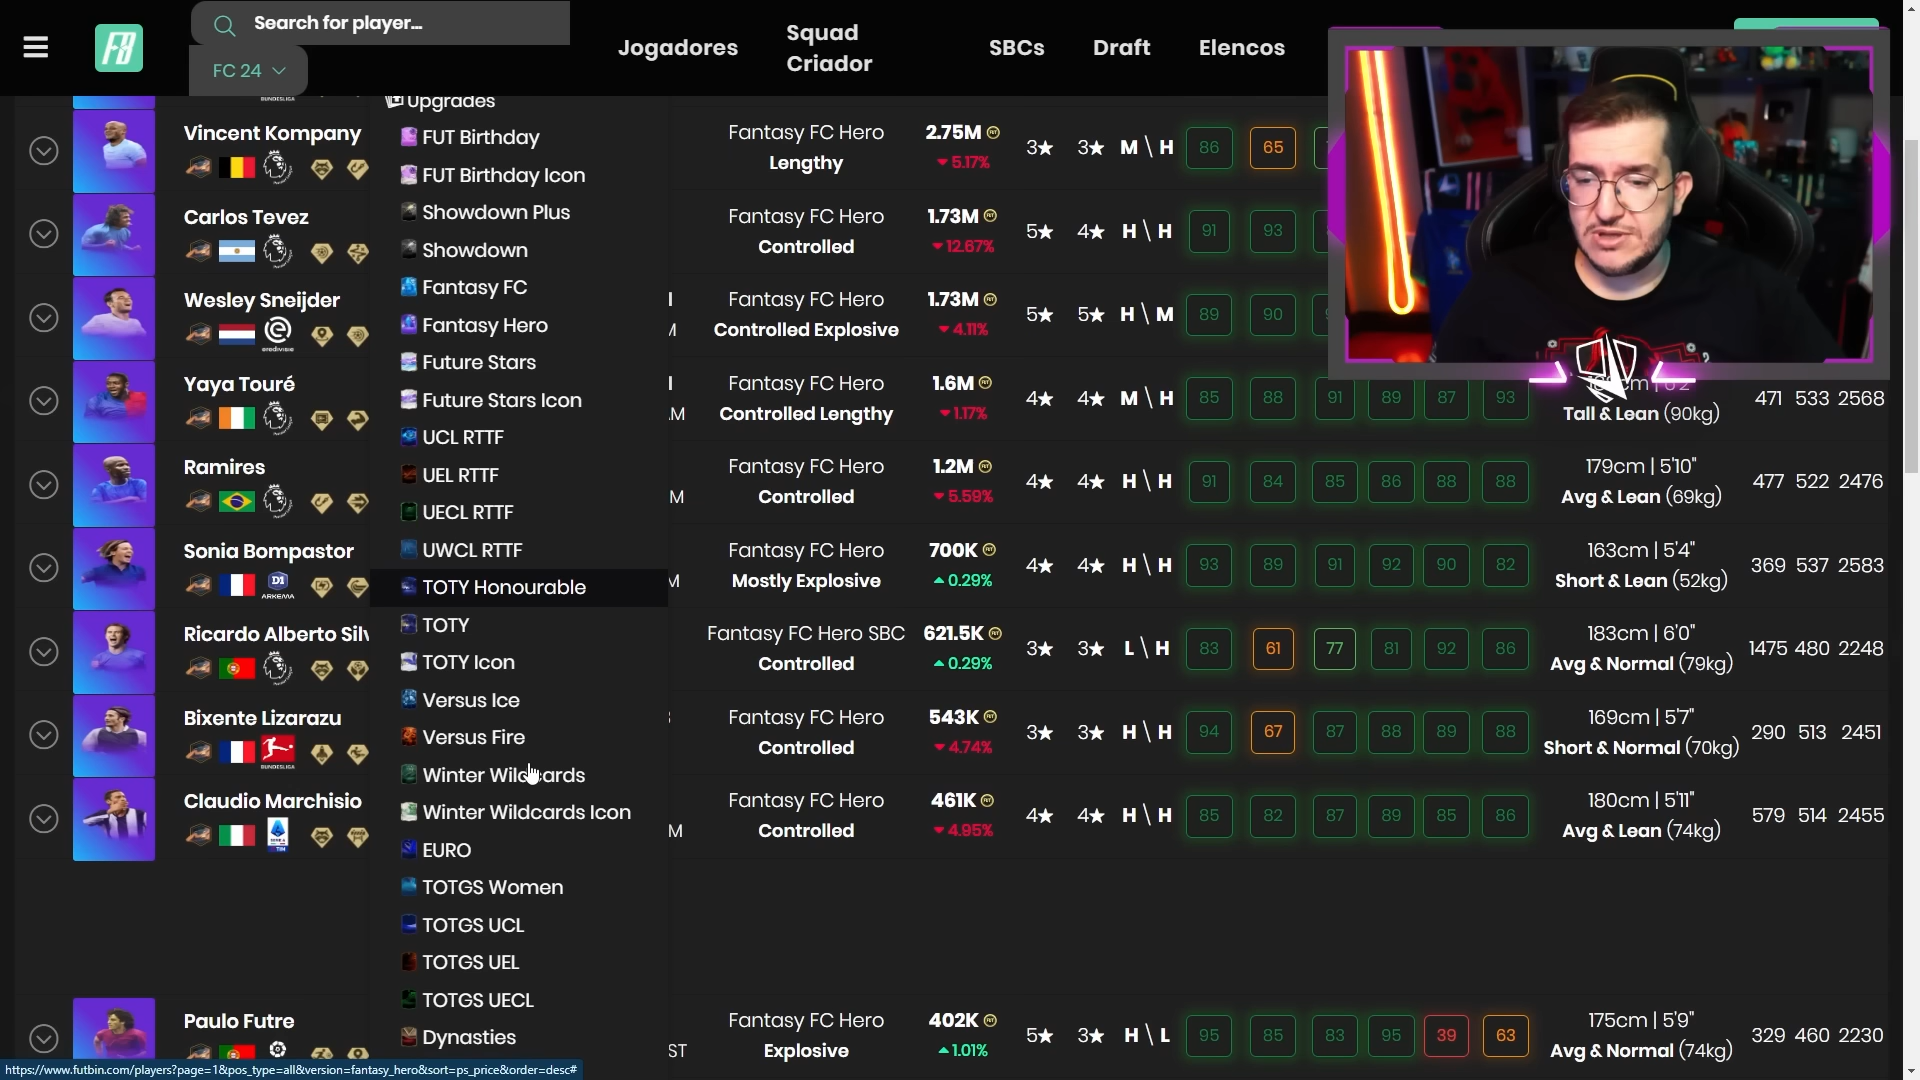 Search for player...
FC 24
Jogadores
Squad
Criador
SBCs
Draft
Elencos
BUNDESLIGA
Upgrades
FUT Birthday
FUT Birthday Icon
Showdown Plus
Showdown
Fantasy FC
Fantasy Hero
Future Stars
Future Stars Icon
UCL RTTF
UEL RTTF
UECL RTTF
UWCL RTTF
TOTY Honourable
TOTY
TOTY Icon
Versus Ice
Versus Fire
Winter Wildcards
Winter Wildcards Icon
EURO
TOTGS Women
TOTGS UCL
TOTGS UEL
TOTGS UECL
Dynasties
Vincent Kompany
Fantasy FC Hero 2.75M 3★ 3★ M \ H 86 65
Lengthy 5.17%
Carlos Tevez
Fantasy FC Hero 1.73M 5★ 4★ H \ H 91 93
Controlled 12.67%
Wesley Sneijder
eredivisie
Fantasy FC Hero 1.73M 5★ 5★ H \ M 89 90
Controlled Explosive 4.11%
Yaya Touré
Fantasy FC Hero 1.6M 4★ 4★ M \ H 85 88 91 89 87 93 471 533 2568
Controlled Lengthy 1.17% Tall & Lean (90kg)
Ramires
Fantasy FC Hero 1.2M 4★ 4★ H \ H 91 84 85 86 88 88 179cm | 5'10" 477 522 2476
Controlled 5.59% Avg & Lean (69kg)
Sonia Bompastor
D1
ARKEMA
Fantasy FC Hero 700K 4★ 4★ H \ H 93 89 91 92 90 82 163cm | 5'4" 369 537 2583
Mostly Explosive 0.29% Short & Lean (52kg)
Ricardo Alberto Silv
Fantasy FC Hero SBC 621.5K 3★ 3★ L \ H 83 61 77 81 92 86 183cm | 6'0" 1475 480 2248
Controlled 0.29% Avg & Normal (79kg)
Bixente Lizarazu
BUNDESLIGA
Fantasy FC Hero 543K 3★ 3★ H \ H 94 67 87 88 89 88 169cm | 5'7" 290 513 2451
Controlled 4.74% Short & Normal (70kg)
Claudio Marchisio
Fantasy FC Hero 461K 4★ 4★ H \ H 85 82 87 89 85 86 180cm | 5'11" 579 514 2455
Controlled 4.95% Avg & Lean (74kg)
Paulo Futre
Fantasy FC Hero 402K 5★ 3★ H \ L 95 85 83 95 39 63 175cm | 5'9" 329 460 2230
ST Explosive 1.01% Avg & Normal (74kg)
https://www.futbin.com/players?page=1&pos_type=all&version=fantasy_hero&sort=ps_price&order=desc#